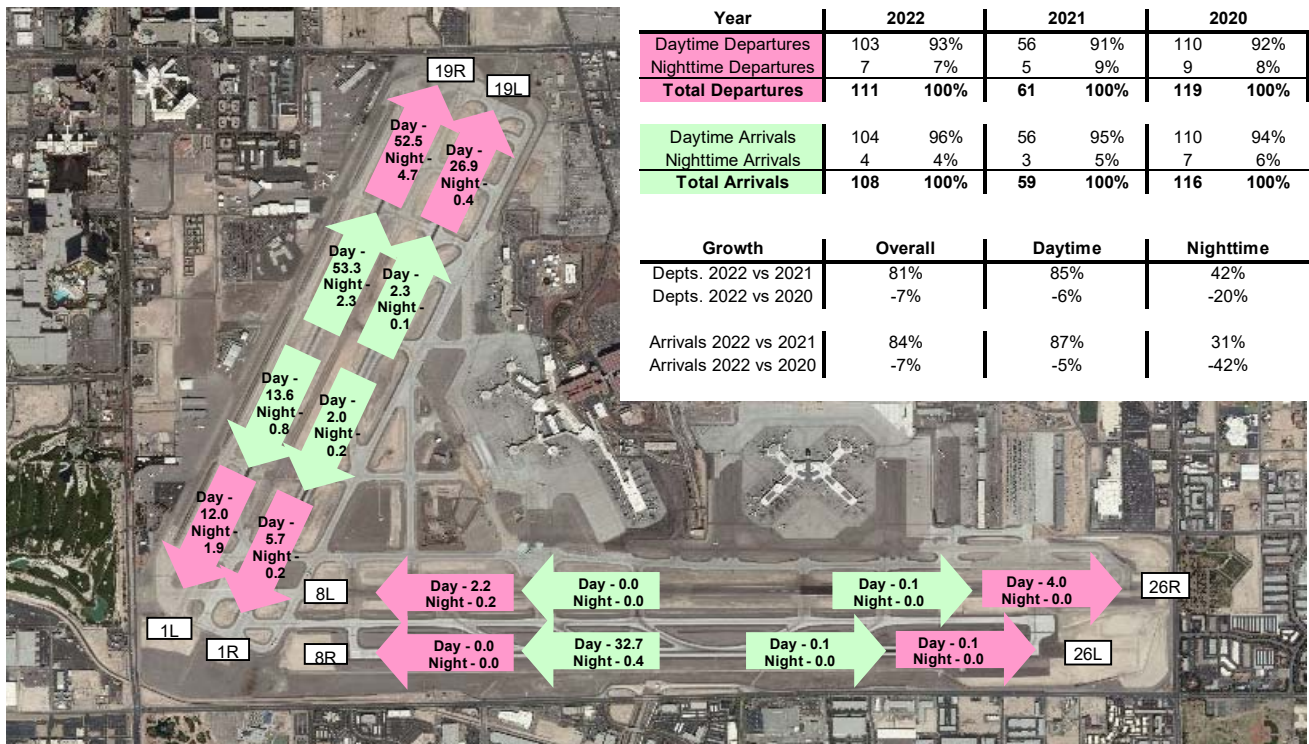 Year 2022 2021 2020
Daytime Departures 103 93% 56 91% 110 92%
Nighttime Departures 7 7% 5 9% 9 8%
Total Departures 111 100% 61 100% 119 100%
Daytime Arrivals 104 96% 56 95% 110 94%
Nighttime Arrivals 4 4% 3 5% 7 6%
Total Arrivals 108 100% 59 100% 116 100%
Growth Overall Daytime Nighttime
Depts. 2022 vs 2021 81% 85% 42%
Depts. 2022 vs 2020 -7% -6% -20%
Arrivals 2022 vs 2021 84% 87% 31%
Arrivals 2022 vs 2020 -7% -5% -42%
19R
19L
Day -
52.5
Night -
4.7
Day -
26.9
Night -
0.4
Day -
53.3
Night -
2.3
Day -
2.3
Night -
0.1
Day -
13.6
Night -
0.8
Day -
2.0
Night -
0.2
Day -
12.0
Night -
1.9
Day -
5.7
Night -
0.2
1L
1R
8L
Day - 2.2
Night - 0.2
Day - 0.0
Night - 0.0
Day - 0.1
Night - 0.0
Day - 4.0
Night - 0.0
26R
8R
Day - 0.0
Night - 0.0
Day - 32.7
Night - 0.4
Day - 0.1
Night - 0.0
Day - 0.1
Night - 0.0
26L